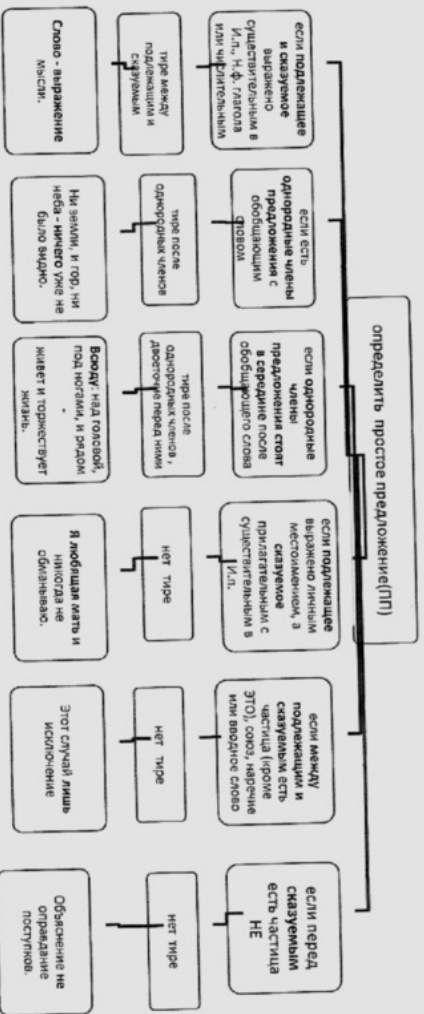 определить простое предложение(ПП)
если подлежащее
и сказуемое
выражено
существительным в
И.п., Н.ф. глагола
или числительным
тире между
подлежащим и
сказуемым
Слово - выражение
мысли.
если есть
однородные члены
предложения с
обобщающим
словом
тире после
однородных членов
Ни земли, и гор, ни
неба - ничего уже не
было видно.
если однородные
члены
предложения стоят
в середине после
обобщающего слова
тире после
однородных членов ,
двоеточие перед ними
Всюду: над головой,
под ногами, и рядом
-
живет и торжествует
жизнь.
если подлежащее
выражено личным
местоимением, а
сказуемое
прилагательным с
существительным в
И.п.
нет тире
Я любящая мать и
никогда не
обманываю.
если между
подлежащим и
сказуемым есть
частица (кроме
ЭТО), союз, наречие
или вводное слово
нет тире
Этот случай лишь
исключение
если перед
сказуемым
есть частица
НЕ
нет тире
Объяснение не
оправдание
поступков.